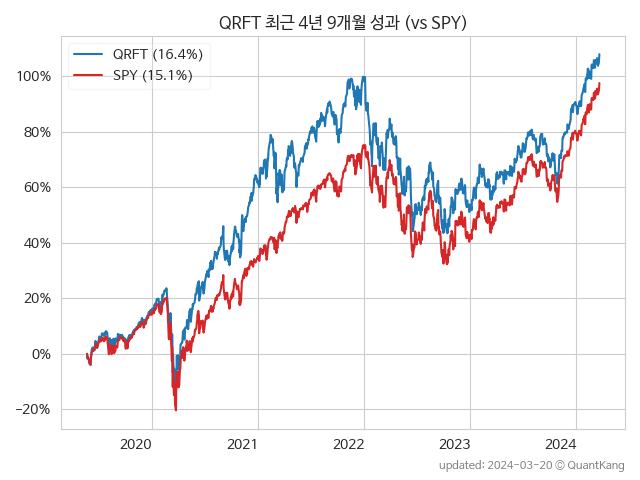 QRFT 최근 4년 9개월 성과 (vs SPY)
QRFT (16.4%)
SPY (15.1%)
100%
80%
60%
40%
20%
0%
−20%
2020 2021 2022 2023 2024
updated: 2024-03-20 © QuantKang